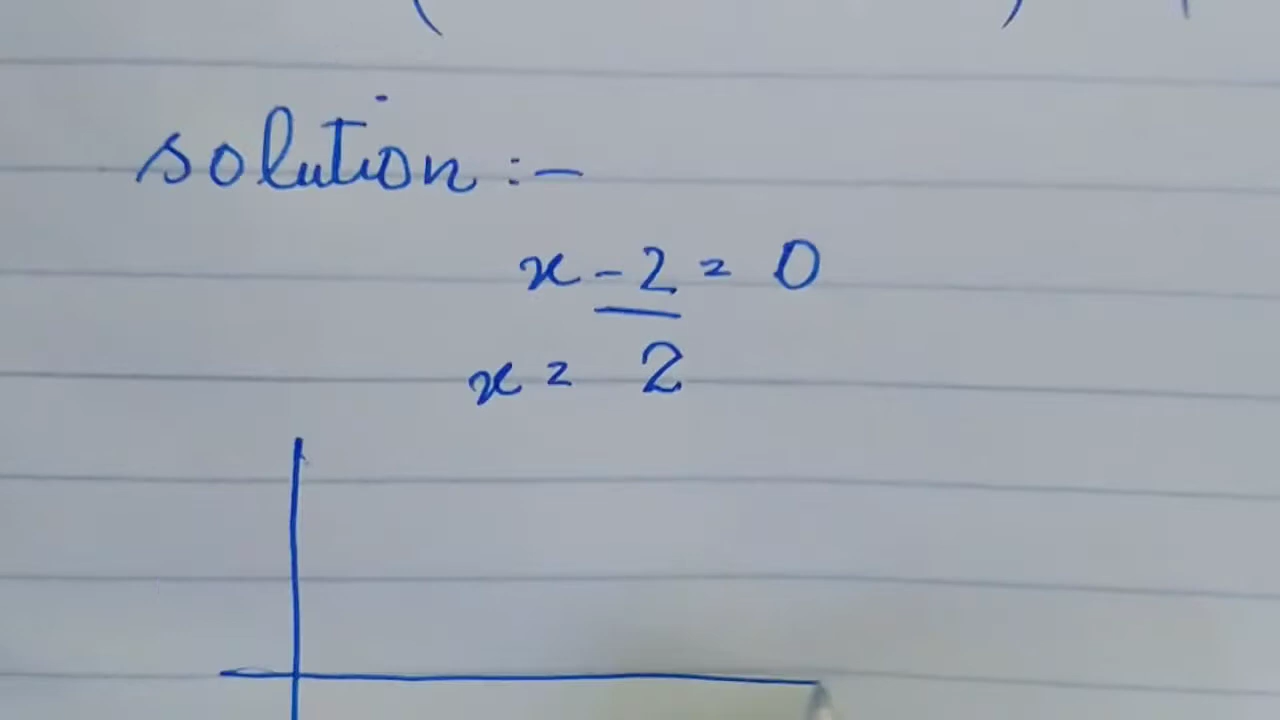 solution :-
x - 2 = 0
x = 2